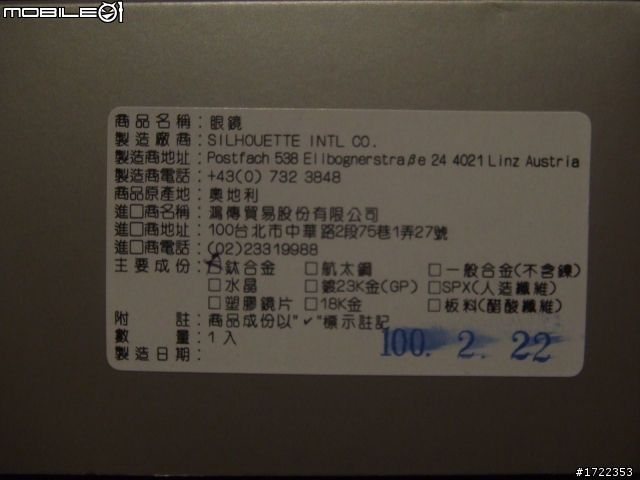 MOBILE01
商品名稱：眼鏡
製造廠商：SILHOUETTE INTL CO.
製造商地址：Postfach 538 Ellbognerstraße 24 4021 Linz Austria
製造商電話：+43(0) 732 3848
商品原產地：奧地利
進口商名稱：鴻傳貿易股份有限公司
進口商地址：100台北市中華路2段75巷1弄27號
進口商電話：(02)23319988
主要成份：☑鈦合金 □航太鋼 □一般合金(不含鎳)
□水晶 □鍍23K金(GP) □SPX(人造纖維)
□塑膠鏡片 □18K金 □板料(醋酸纖維)
附註：商品成份以"✔"標示註記
數量：1入
製造日期：100. 2. 22
#1722353